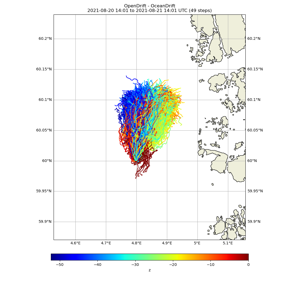 OpenDrift - OceanDrift
2021-08-20 14:01 to 2021-08-21 14:01 UTC (49 steps)
60.2°N 60.2°N
60.15°N 60.15°N
60.1°N 60.1°N
60.05°N 60.05°N
60°N 60°N
59.95°N 59.95°N
59.9°N 59.9°N
4.6°E 4.7°E 4.8°E 4.9°E 5°E 5.1°E
−50 −40 −30 −20 −10 0
z